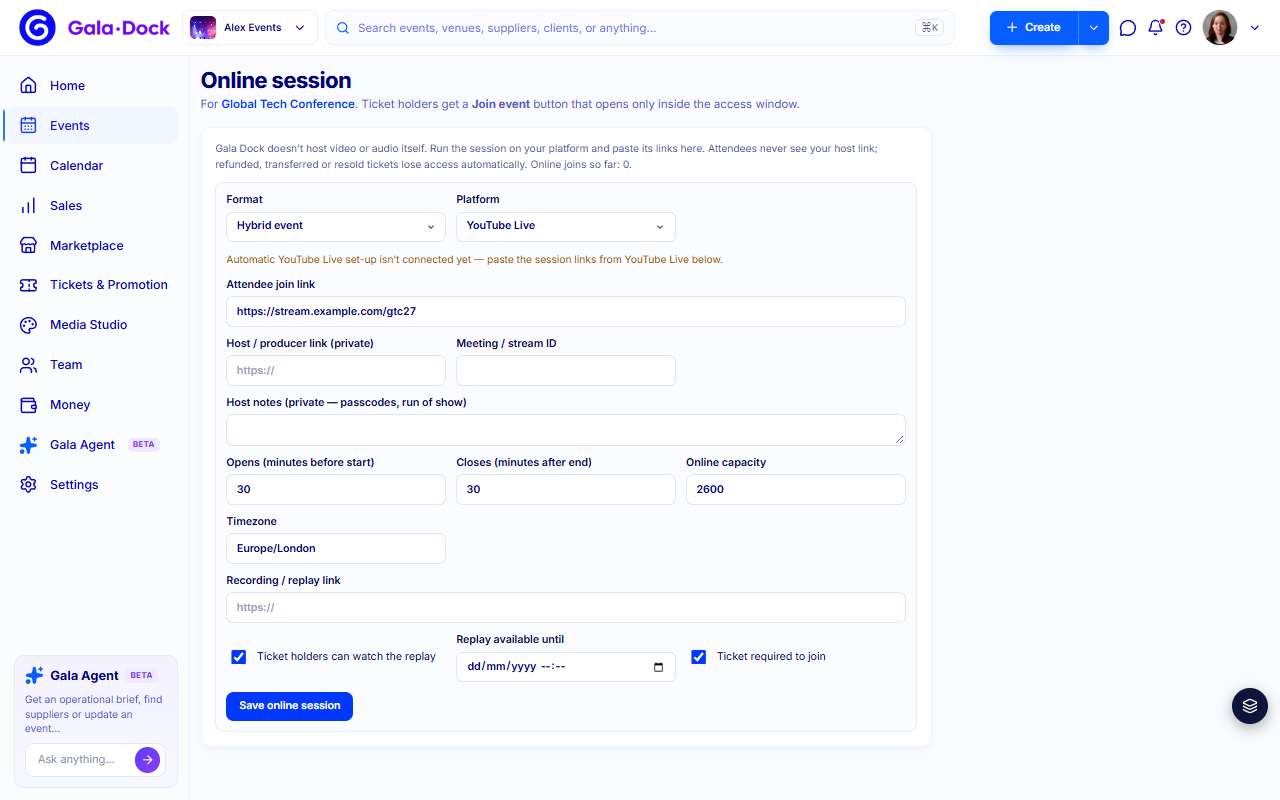 Gala·Dock
Alex Events
Search events, venues, suppliers, clients, or anything...
⌘K
+ Create
Home
Events
Calendar
Sales
Marketplace
Tickets & Promotion
Media Studio
Team
Money
Gala Agent BETA
Settings
Gala Agent BETA
Get an operational brief, find
suppliers or update an
event...
Ask anything...
Online session
For Global Tech Conference. Ticket holders get a Join event button that opens only inside the access window.
Gala Dock doesn't host video or audio itself. Run the session on your platform and paste its links here. Attendees never see your host link;
refunded, transferred or resold tickets lose access automatically. Online joins so far: 0.
Format
Platform
Hybrid event
YouTube Live
Automatic YouTube Live set-up isn't connected yet — paste the session links from YouTube Live below.
Attendee join link
https://stream.example.com/gtc27
Host / producer link (private)
Meeting / stream ID
https://
Host notes (private — passcodes, run of show)
Opens (minutes before start)
Closes (minutes after end)
Online capacity
30
30
2600
Timezone
Europe/London
Recording / replay link
https://
Ticket holders can watch the replay
Replay available until
dd/mm/yyyy --:--
Ticket required to join
Save online session